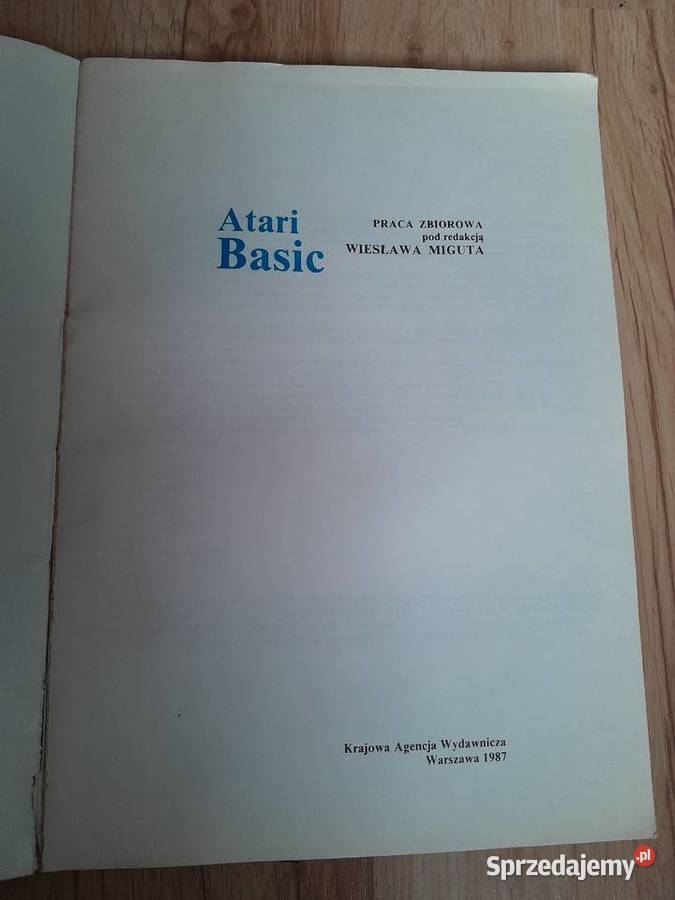 Atari
Basic
PRACA ZBIOROWA
pod redakcją
WIESŁAWA MIGUTA
Krajowa Agencja Wydawnicza
Warszawa 1987
Sprzedajemy.pl